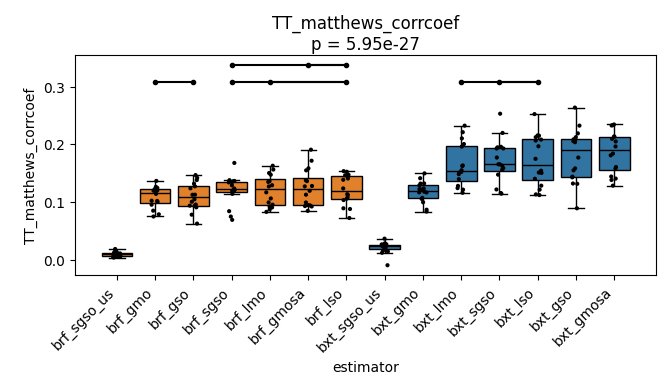 TT_matthews_corrcoef
p = 5.95e-27
TT_matthews_corrcoef
0.3
0.2
0.1
0.0
brf_sgso_us
brf_gmo
brf_gso
brf_sgso
brf_lmo
brf_gmosa
brf_lso
bxt_sgso_us
bxt_gmo
bxt_lmo
bxt_sgso
bxt_lso
bxt_gso
bxt_gmosa
estimator